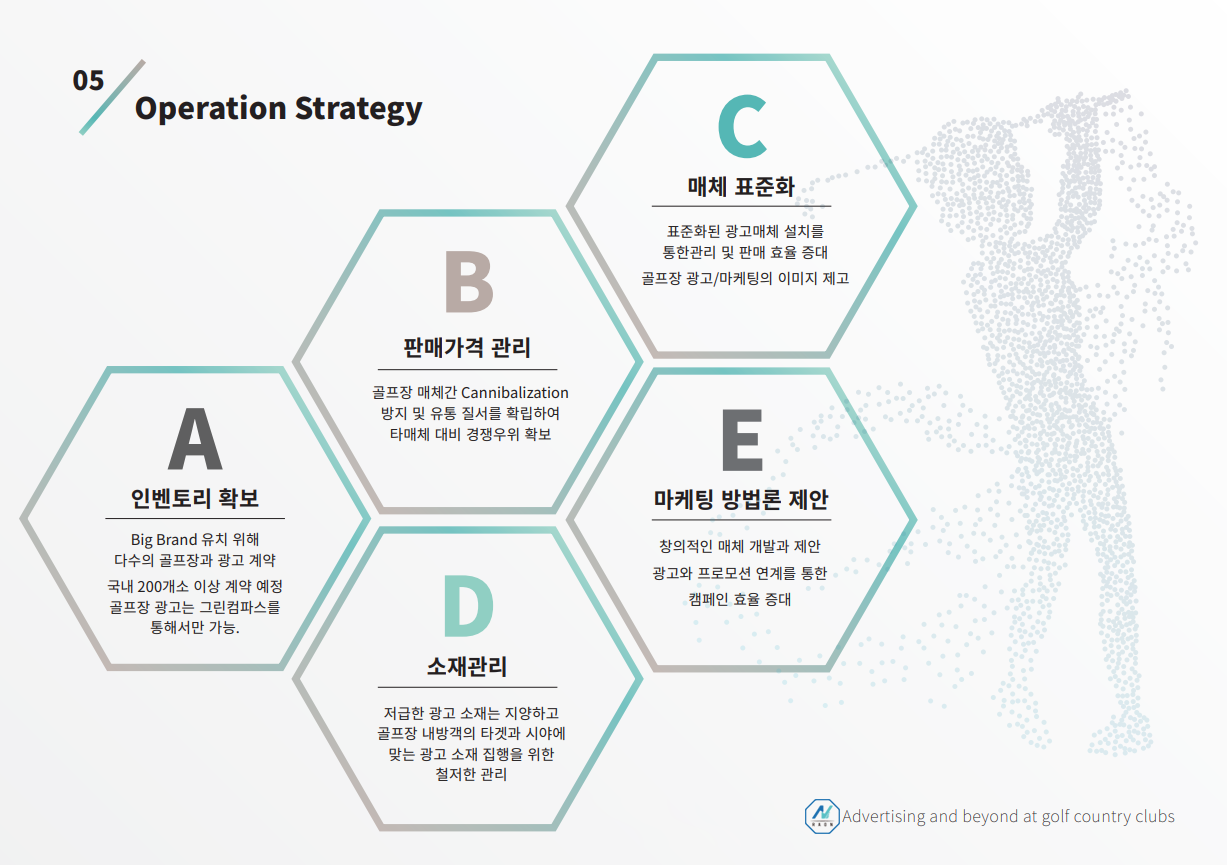 05
Operation Strategy
A
인벤토리 확보
Big Brand 유치 위해
다수의 골프장과 광고 계약
국내 200개소 이상 계약 예정
골프장 광고는 그린컴파스를
통해서만 가능.
B
판매가격 관리
골프장 매체간 Cannibalization
방지 및 유통 질서를 확립하여
타매체 대비 경쟁우위 확보
C
매체 표준화
표준화된 광고매체 설치를
통한관리 및 판매 효율 증대
골프장 광고/마케팅의 이미지 제고
D
소재관리
저급한 광고 소재는 지양하고
골프장 내방객의 타겟과 시야에
맞는 광고 소재 집행을 위한
철저한 관리
E
마케팅 방법론 제안
창의적인 매체 개발과 제안
광고와 프로모션 연계를 통한
캠페인 효율 증대
Advertising and beyond at golf country clubs